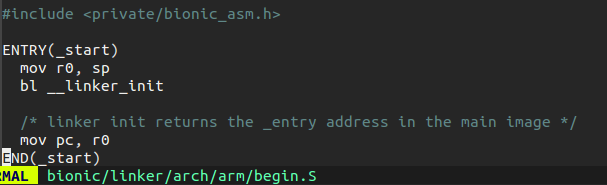 #include <private/bionic_asm.h>
ENTRY(_start)
  mov r0, sp
  bl __linker_init
  /* linker init returns the _entry address in the main image */
  mov pc, r0
END(_start)
RMAL bionic/linker/arch/arm/begin.S